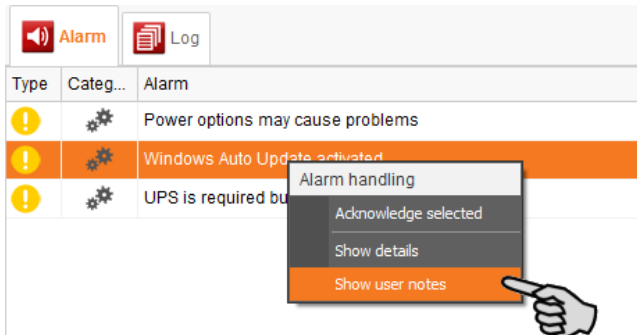 Alarm Log
Type Categ... Alarm
Power options may cause problems
Windows Auto Update activated
Alarm handling
UPS is required bu
Acknowledge selected
Show details
Show user notes